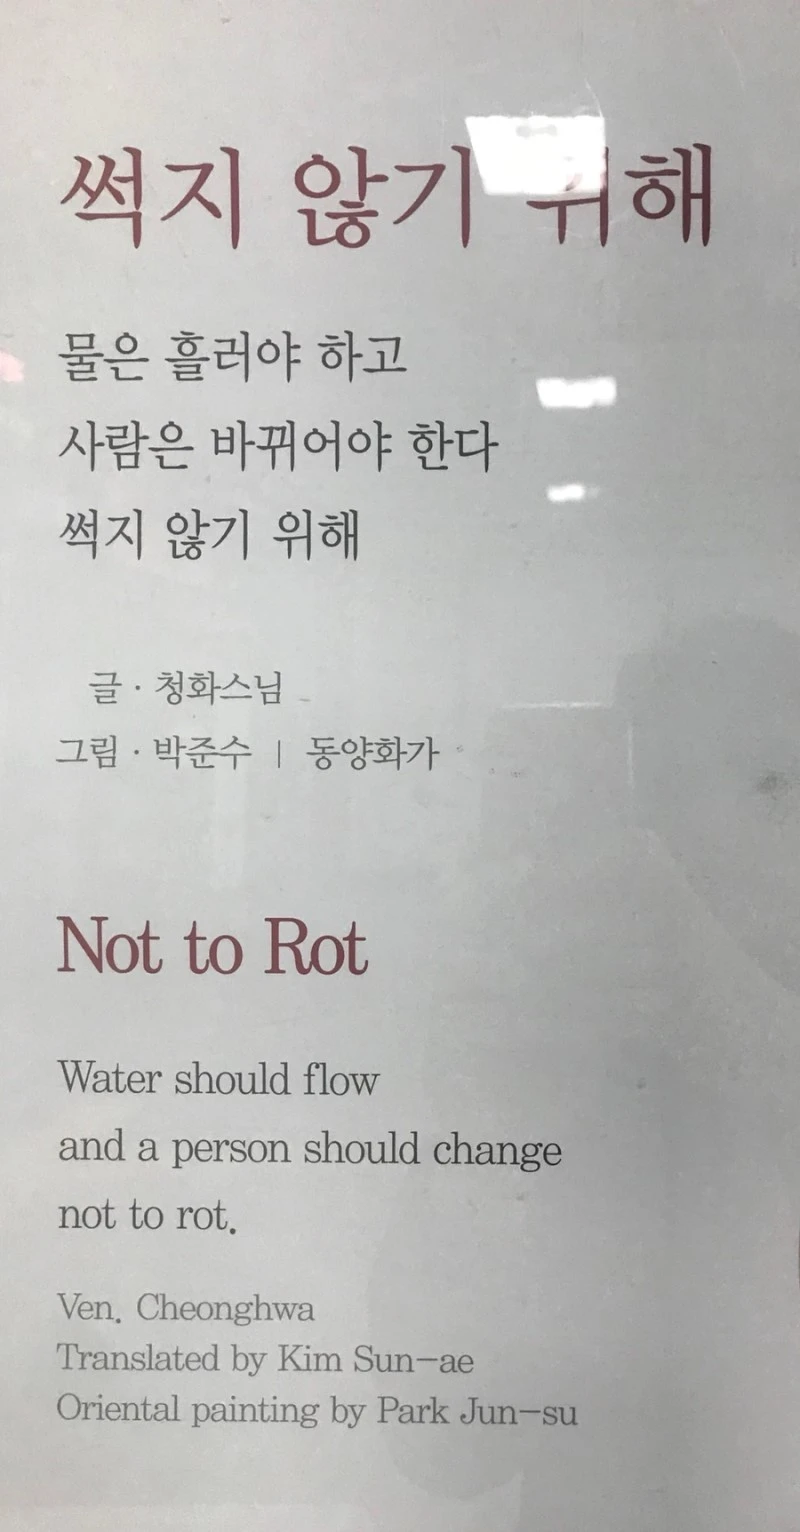 썩지 않기 위해
물은 흘러야 하고
사람은 바뀌어야 한다
썩지 않기 위해
글 · 청화스님
그림 · 박준수 | 동양화가
Not to Rot
Water should flow
and a person should change
not to rot.
Ven. Cheonghwa
Translated by Kim Sun-ae
Oriental painting by Park Jun-su